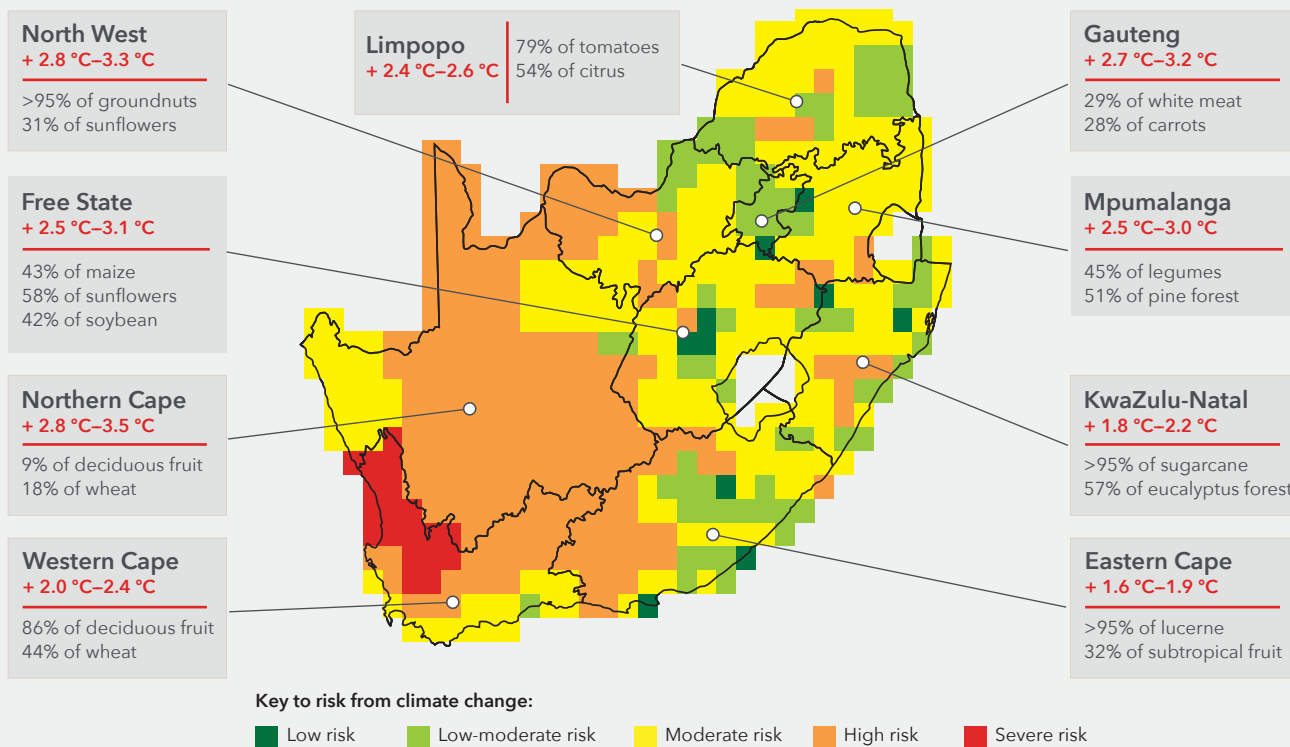 North West
+ 2.8 °C–3.3 °C
>95% of groundnuts
31% of sunflowers
Limpopo
+ 2.4 °C–2.6 °C
79% of tomatoes
54% of citrus
Gauteng
+ 2.7 °C–3.2 °C
29% of white meat
28% of carrots
Free State
+ 2.5 °C–3.1 °C
43% of maize
58% of sunflowers
42% of soybean
Mpumalanga
+ 2.5 °C–3.0 °C
45% of legumes
51% of pine forest
Northern Cape
+ 2.8 °C–3.5 °C
9% of deciduous fruit
18% of wheat
KwaZulu-Natal
+ 1.8 °C–2.2 °C
>95% of sugarcane
57% of eucalyptus forest
Western Cape
+ 2.0 °C–2.4 °C
86% of deciduous fruit
44% of wheat
Eastern Cape
+ 1.6 °C–1.9 °C
>95% of lucerne
32% of subtropical fruit
Key to risk from climate change:
Low risk
Low-moderate risk
Moderate risk
High risk
Severe risk